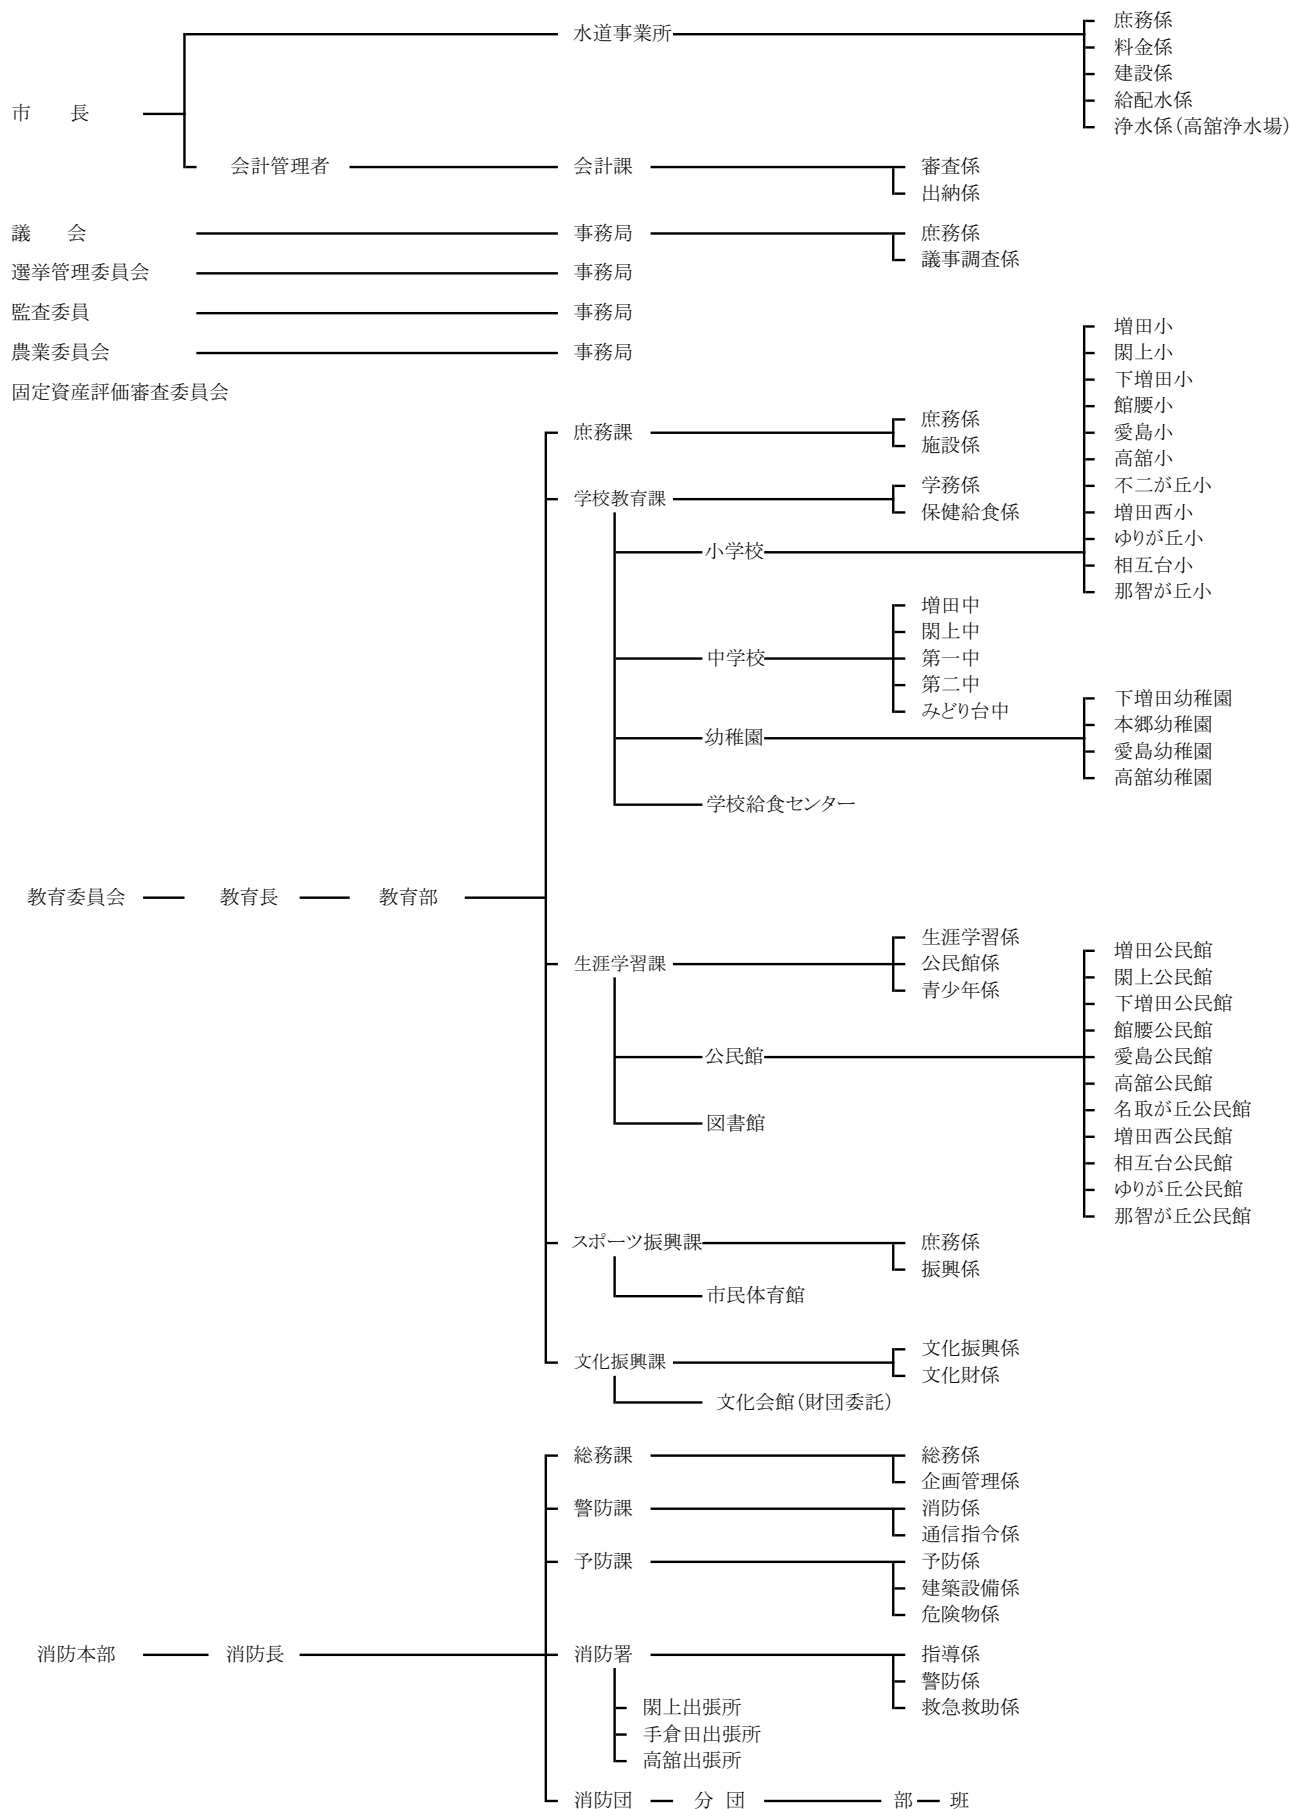 水道事業所
庶務係
料金係
建設係
給配水係
浄水係(高舘浄水場)
市　長
会計管理者 会計課 審査係
出納係
議　会 事務局 庶務係
議事調査係
選挙管理委員会 事務局
監査委員 事務局
農業委員会 事務局
固定資産評価審査委員会
教育委員会 教育長 教育部
庶務課 庶務係
施設係
学校教育課 学務係
保健給食係
小学校
増田小
閖上小
下増田小
館腰小
愛島小
高舘小
不二が丘小
増田西小
ゆりが丘小
相互台小
那智が丘小
中学校
増田中
閖上中
第一中
第二中
みどり台中
幼稚園
下増田幼稚園
本郷幼稚園
愛島幼稚園
高舘幼稚園
学校給食センター
生涯学習課
生涯学習係
公民館係
青少年係
公民館
増田公民館
閖上公民館
下増田公民館
館腰公民館
愛島公民館
高舘公民館
名取が丘公民館
増田西公民館
相互台公民館
ゆりが丘公民館
那智が丘公民館
図書館
スポーツ振興課 庶務係
振興係
市民体育館
文化振興課 文化振興係
文化財係
文化会館(財団委託)
消防本部 消防長
総務課 総務係
企画管理係
警防課 消防係
通信指令係
予防課 予防係
建築設備係
危険物係
消防署 指導係
警防係
救急救助係
閖上出張所
手倉田出張所
高舘出張所
消防団 分 団 部 班